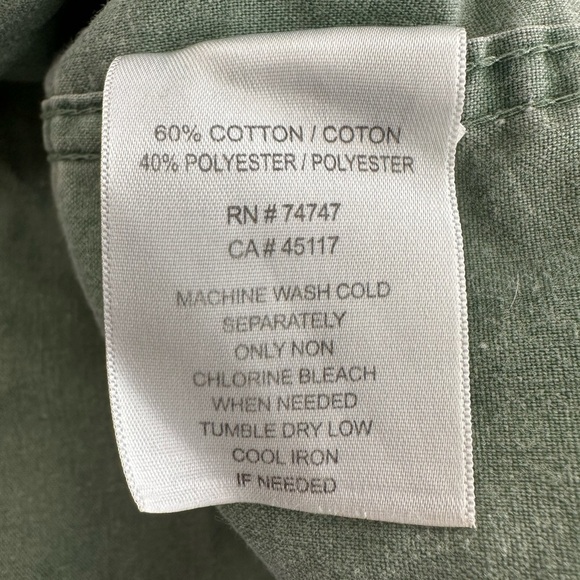 60% COTTON / COTON
40% POLYESTER / POLYESTER
RN # 74747
CA # 45117
MACHINE WASH COLD
SEPARATELY
ONLY NON
CHLORINE BLEACH
WHEN NEEDED
TUMBLE DRY LOW
COOL IRON
IF NEEDED